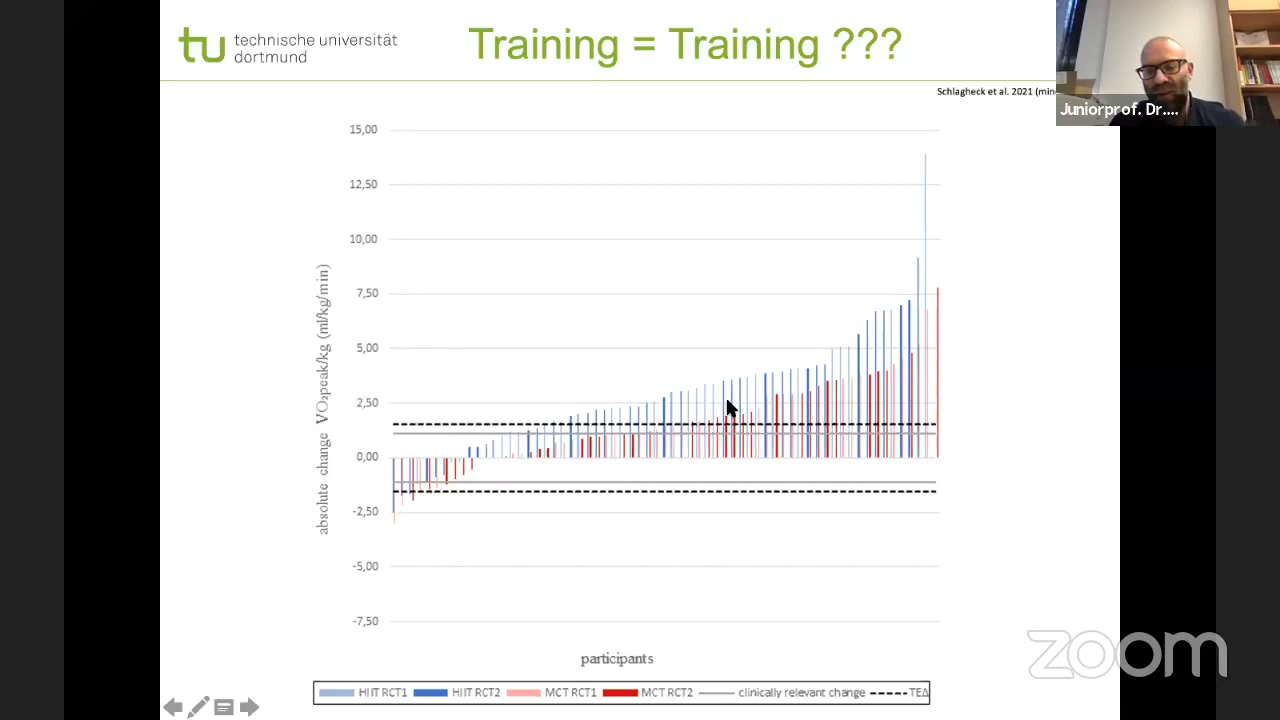 tu technische universität
dortmund
Training = Training ???
Schlagheck et al. 2021 (min
Juniorprof. Dr....
15,00
12,50
10,00
7,50
5,00
2,50
0,00
-2,50
-5,00
-7,50
absolute change VO₂peak/kg (ml/kg/min)
participants
HIIT RCT1 HIIT RCT2 MCT RCT1 MCT RCT2 clinically relevant change TEΔ
zoom